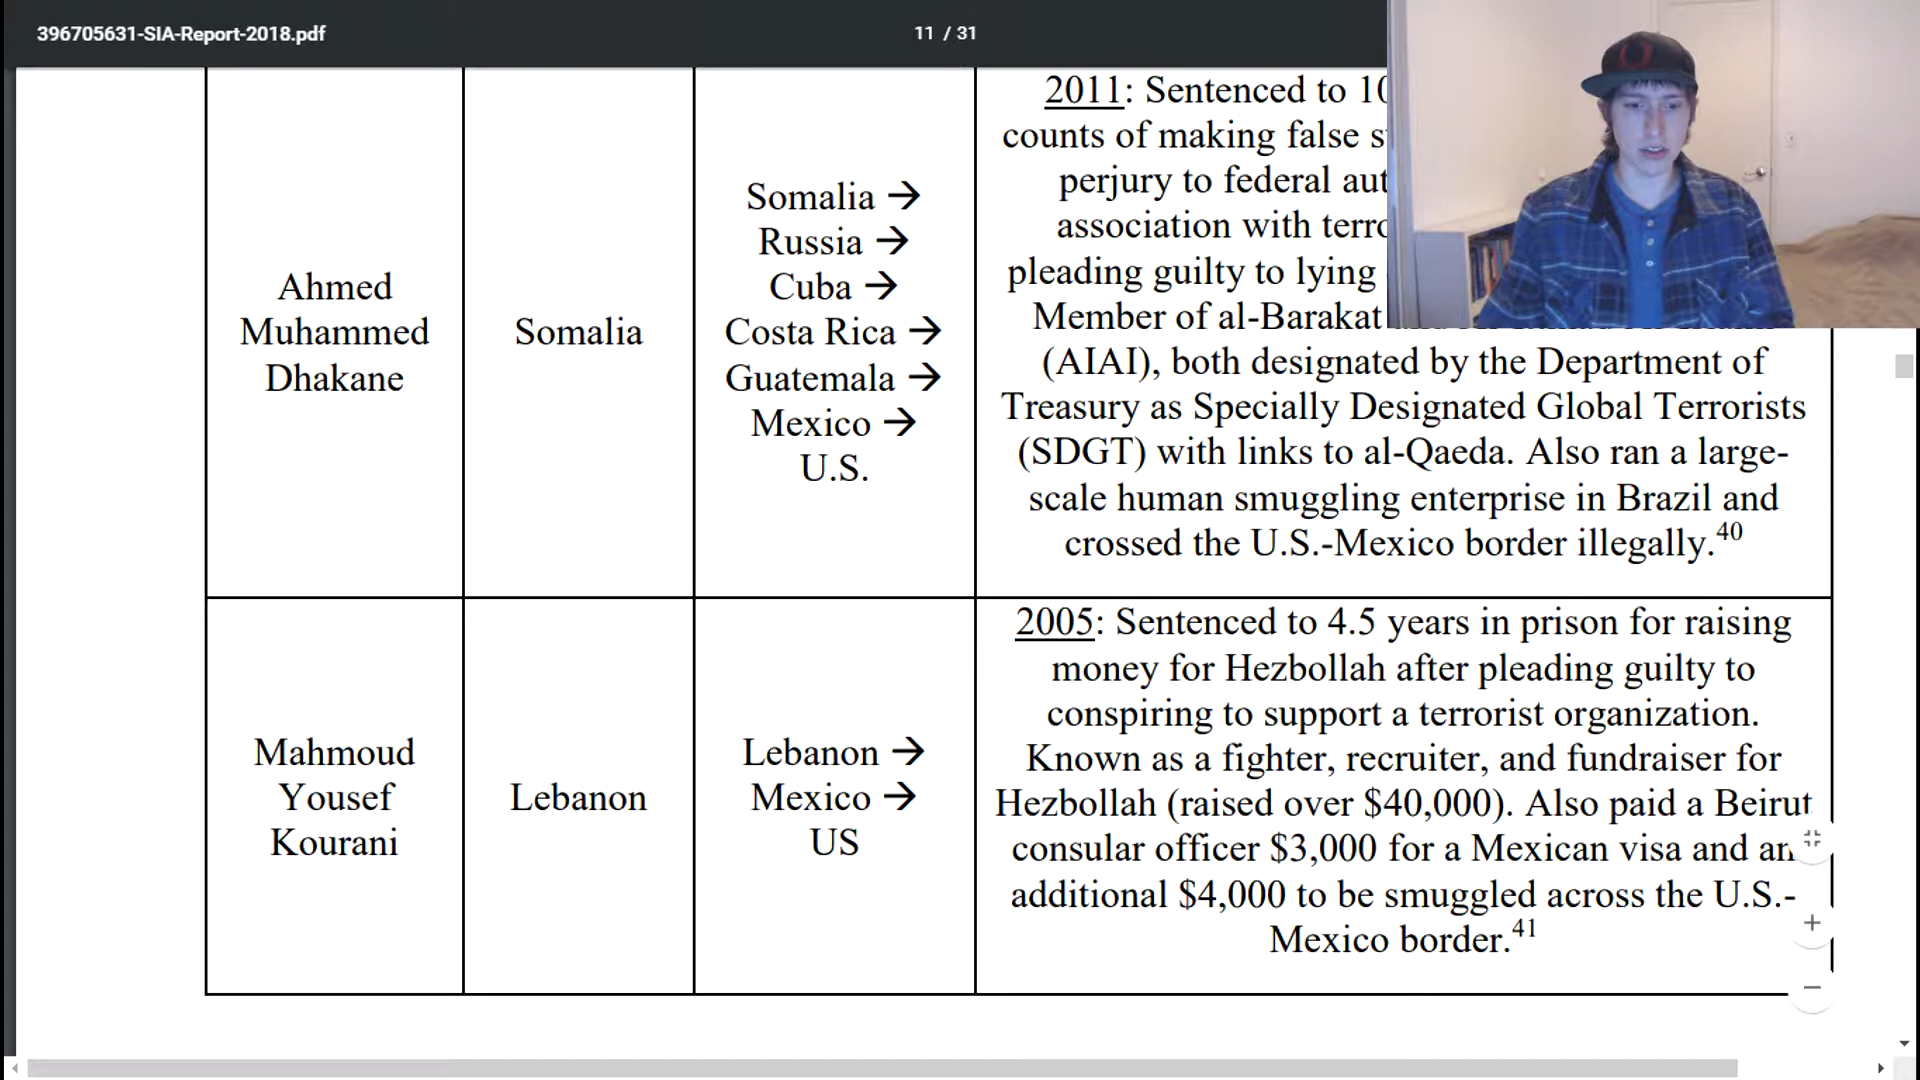 396705631-SIA-Report-2018.pdf
11 / 31
Ahmed
Muhammed
Dhakane
Somalia
Somalia →
Russia →
Cuba →
Costa Rica →
Guatemala →
Mexico →
U.S.
2011: Sentenced to 10
counts of making false
perjury to federal
association with
pleading guilty to lying
Member of al-Barakat
(AIAI), both designated by the Department of
Treasury as Specially Designated Global Terrorists
(SDGT) with links to al-Qaeda. Also ran a large-
scale human smuggling enterprise in Brazil and
crossed the U.S.-Mexico border illegally.40
Mahmoud
Yousef
Kourani
Lebanon
Lebanon →
Mexico →
US
2005: Sentenced to 4.5 years in prison for raising
money for Hezbollah after pleading guilty to
conspiring to support a terrorist organization.
Known as a fighter, recruiter, and fundraiser for
Hezbollah (raised over $40,000). Also paid a Beirut
consular officer $3,000 for a Mexican visa and an
additional $4,000 to be smuggled across the U.S.-
Mexico border.41